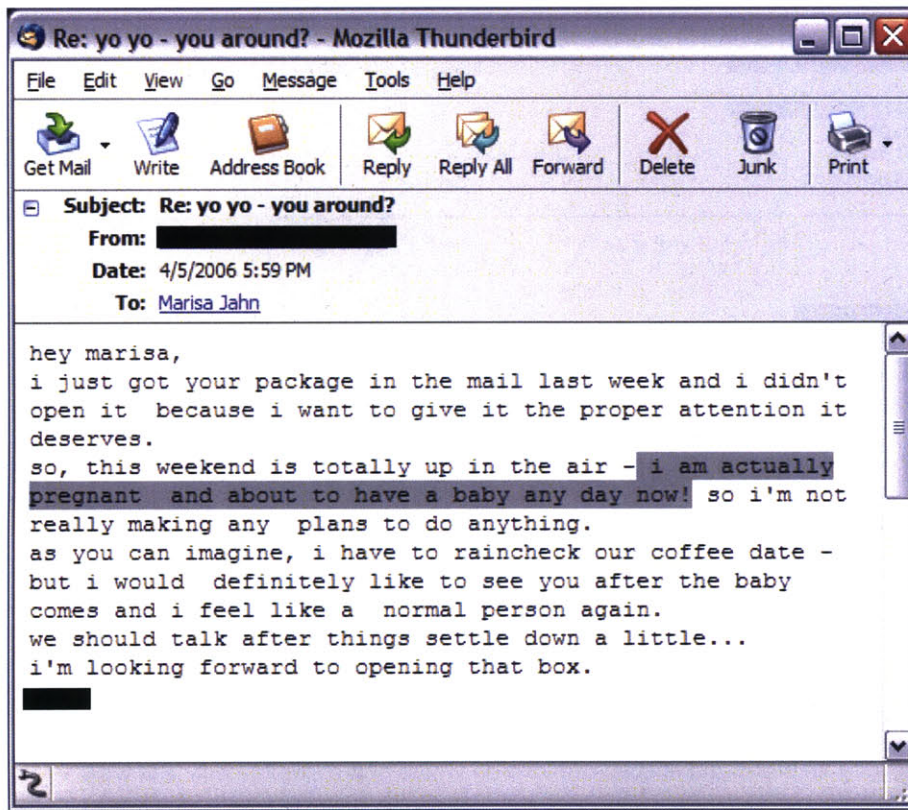 Re: yo yo - you around? - Mozilla Thunderbird
File Edit View Go Message Tools Help
Get Mail Write Address Book Reply Reply All Forward Delete Junk Print
Subject: Re: yo yo - you around?
From:
Date: 4/5/2006 5:59 PM
To: Marisa Jahn
hey marisa,
i just got your package in the mail last week and i didn't
open it  because i want to give it the proper attention it
deserves.
so, this weekend is totally up in the air - i am actually
pregnant  and about to have a baby any day now! so i'm not
really making any  plans to do anything.
as you can imagine, i have to raincheck our coffee date -
but i would  definitely like to see you after the baby
comes and i feel like a  normal person again.
we should talk after things settle down a little...
i'm looking forward to opening that box.